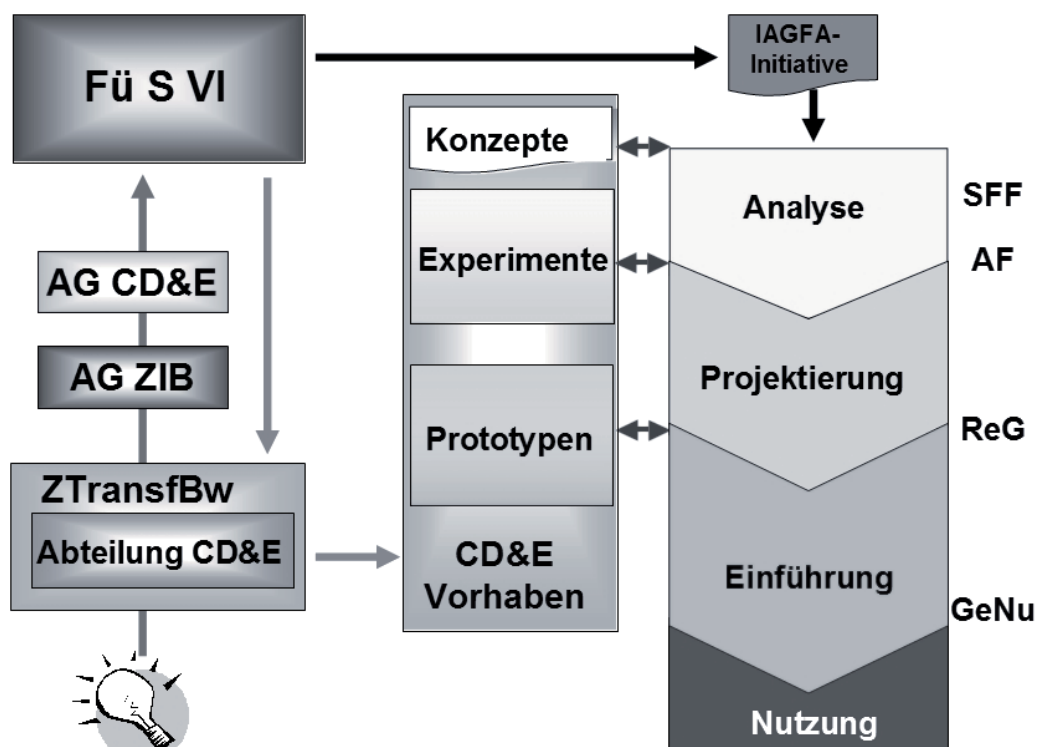 Fü S VI
IAGFA-
Initiative
AG CD&E
AG ZIB
ZTransfBw
Abteilung CD&E
Konzepte
Experimente
Prototypen
CD&E
Vorhaben
Analyse
Projektierung
Einführung
Nutzung
SFF
AF
ReG
GeNu